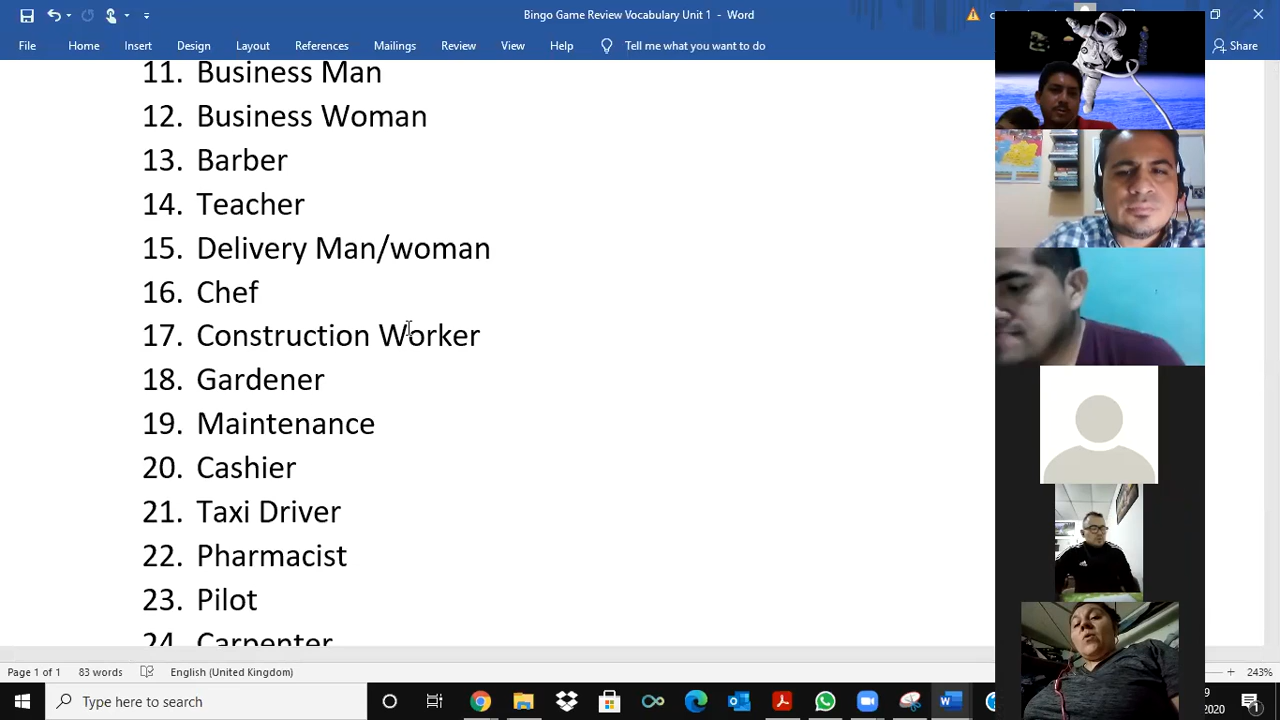 Bingo Game Review Vocabulary Unit 1 - Word
File Home Insert Design Layout References Mailings Review View Help Tell me what you want to do Share
11. Business Man
12. Business Woman
13. Barber
14. Teacher
15. Delivery Man/woman
16. Chef
17. Construction Worker
18. Gardener
19. Maintenance
20. Cashier
21. Taxi Driver
22. Pharmacist
23. Pilot
24. Carpenter
Page 1 of 1 83 words English (United Kingdom) 243%
Type here to search
2020